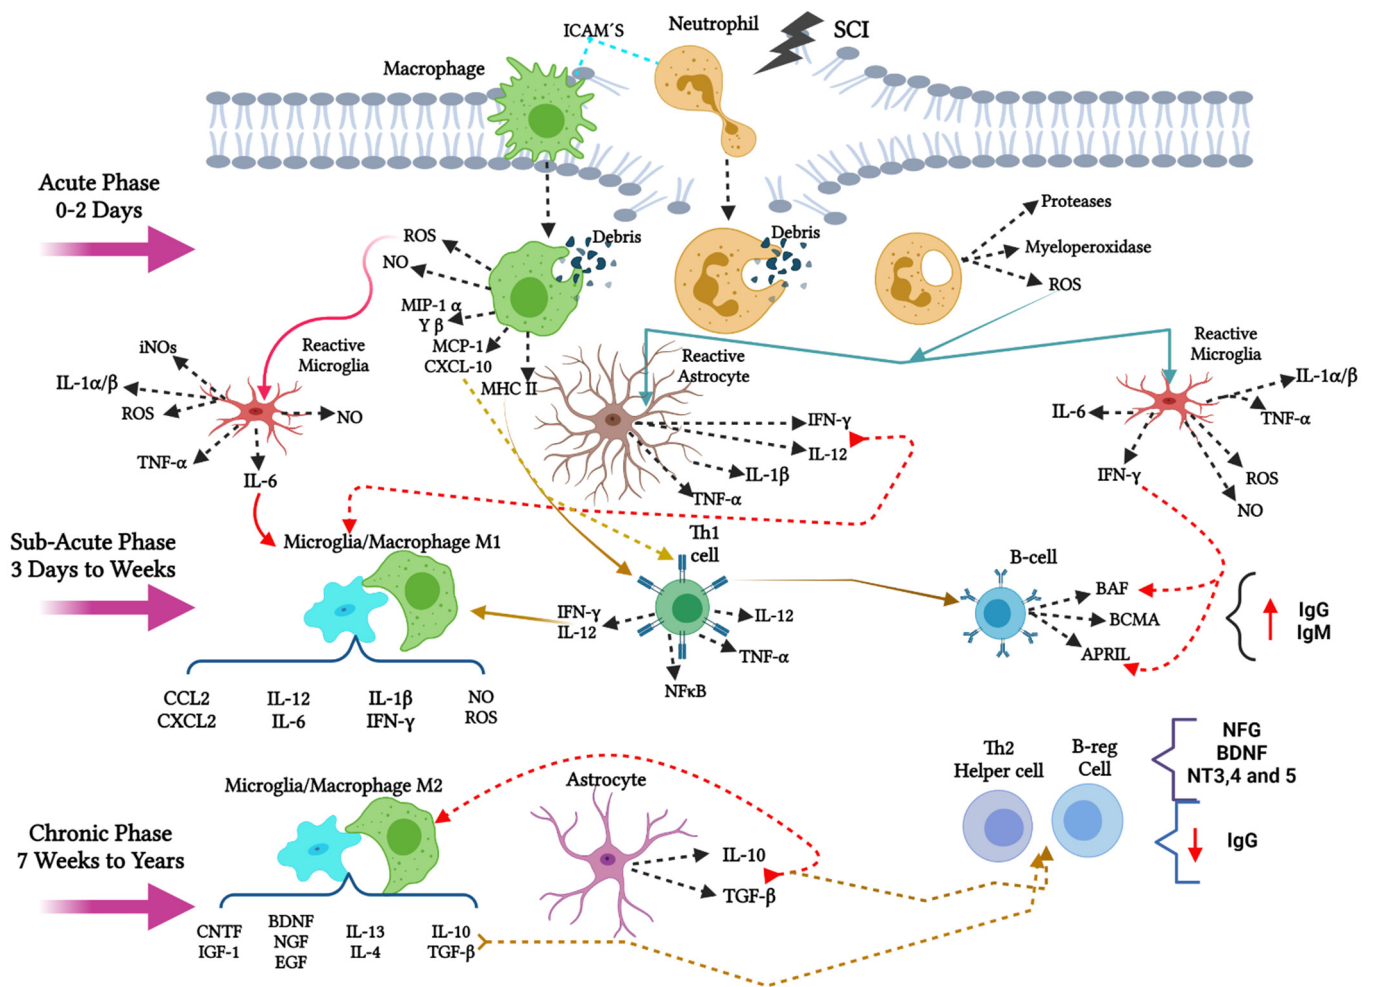 ICAM´S
Neutrophil
SCI
Macrophage
Acute Phase
0-2 Days
ROS
NO
MIP-1 α
Y β
MCP-1
CXCL-10
MHC II
Debris
Debris
Proteases
Myeloperoxidase
ROS
Reactive
Microglia
iNOs
IL-1α/β
ROS
TNF-α
IL-6
NO
Reactive
Astrocyte
IFN-γ
IL-12
IL-1β
TNF-α
Reactive
Microglia
IL-1α/β
TNF-α
IL-6
IFN-γ
ROS
NO
Sub-Acute Phase
3 Days to Weeks
Microglia/Macrophage M1
CCL2
CXCL2
IL-12
IL-6
IL-1β
IFN-γ
NO
ROS
Th1
cell
IFN-γ
IL-12
IL-12
TNF-α
NFκB
B-cell
BAF
BCMA
APRIL
IgG
IgM
Chronic Phase
7 Weeks to Years
Microglia/Macrophage M2
CNTF
IGF-1
BDNF
NGF
EGF
IL-13
IL-4
IL-10
TGF-β
Astrocyte
IL-10
TGF-β
Th2
Helper cell
B-reg
Cell
NFG
BDNF
NT3,4 and 5
IgG